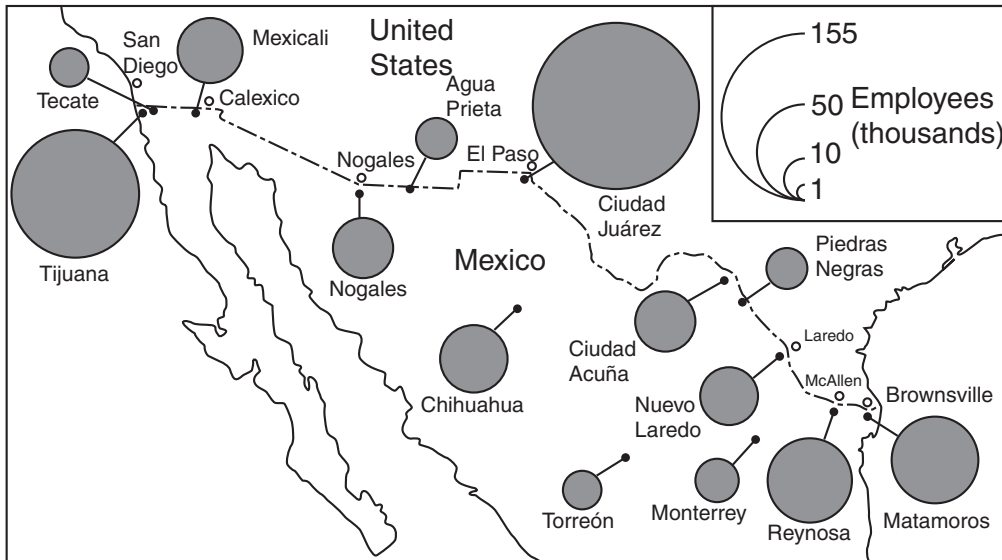 San
Diego
Mexicali
United
States
155
Tecate
Calexico
Agua
Prieta
50
Employees
(thousands)
10
1
Nogales
El Paso
Ciudad
Juárez
Tijuana
Nogales
Mexico
Piedras
Negras
Chihuahua
Ciudad
Acuña
Laredo
McAllen
Brownsville
Nuevo
Laredo
Torreón
Monterrey
Reynosa
Matamoros